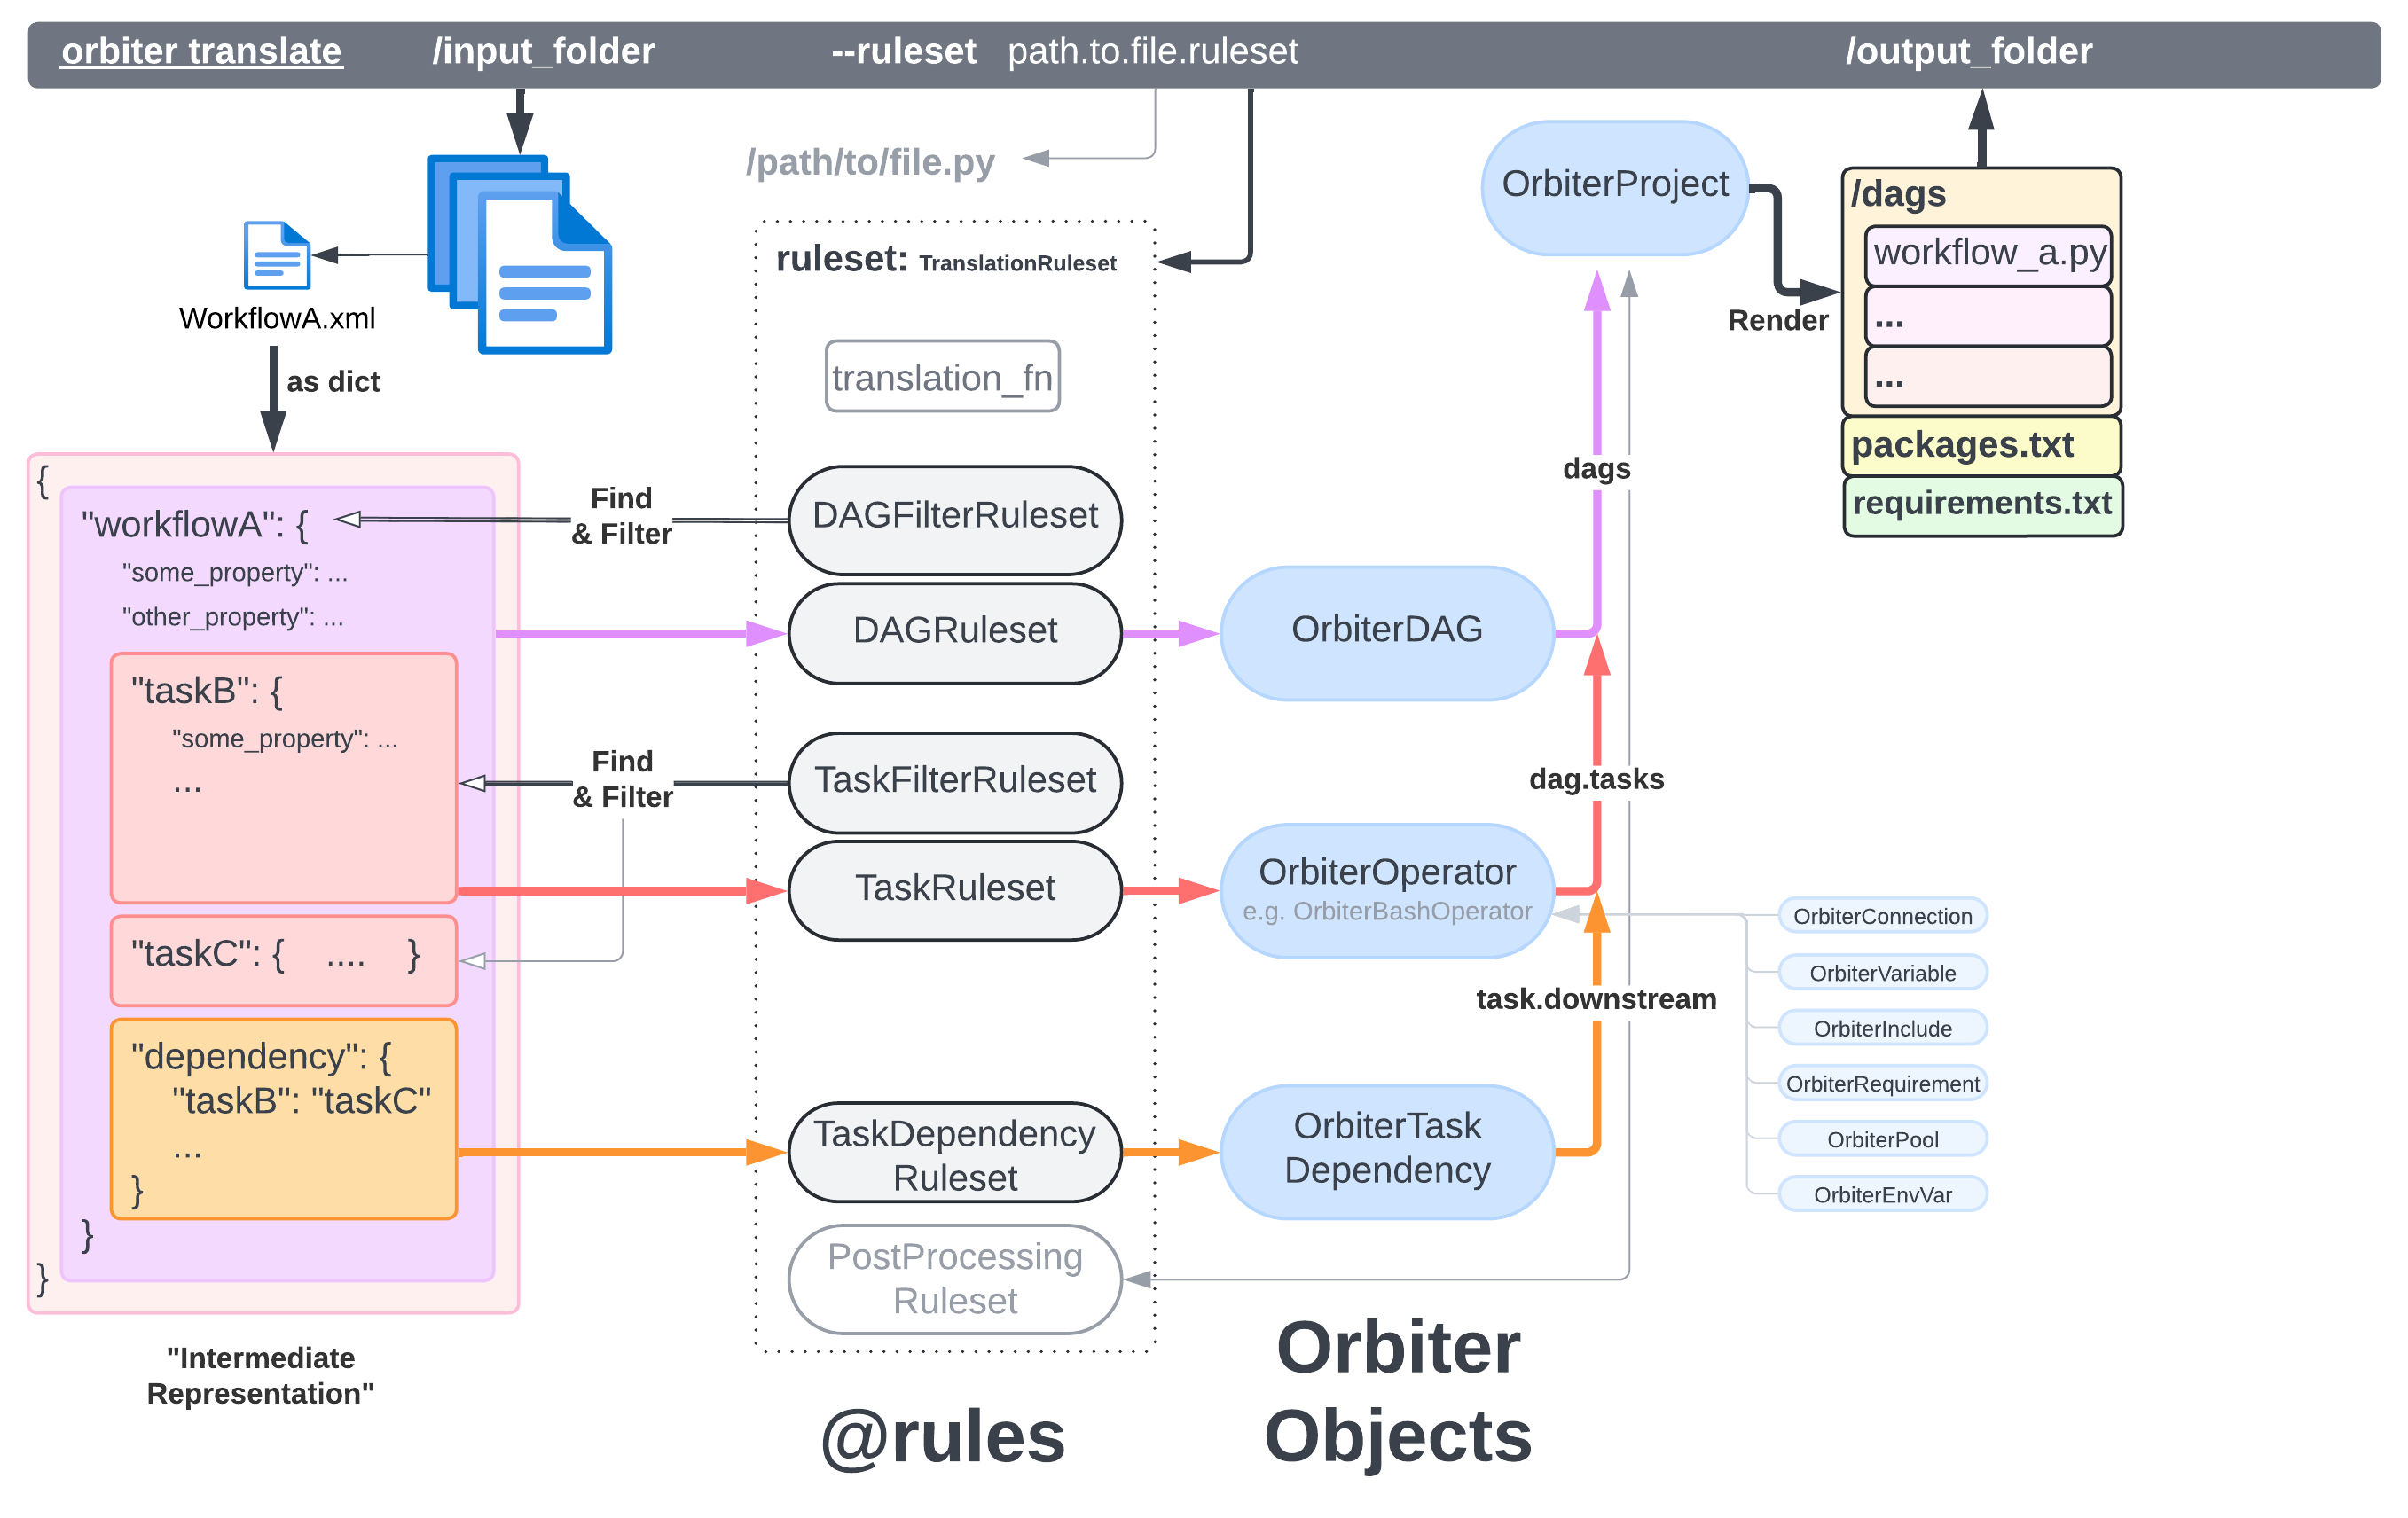 orbiter translate /input_folder --ruleset path.to.file.ruleset /output_folder
/path/to/file.py
WorkflowA.xml
as dict
{
"workflowA": {
"some_property": ...
"other_property": ...
"taskB": {
"some_property": ...
...
"taskC": { .... }
"dependency": {
"taskB": "taskC"
...
}
}
}
"Intermediate
Representation"
Find
& Filter
Find
& Filter
ruleset: TranslationRuleset
translation_fn
DAGFilterRuleset
DAGRuleset
TaskFilterRuleset
TaskRuleset
TaskDependency
Ruleset
PostProcessing
Ruleset
@rules
OrbiterProject
dags
OrbiterDAG
dag.tasks
OrbiterOperator
e.g. OrbiterBashOperator
task.downstream
OrbiterTask
Dependency
Orbiter
Objects
Render
/dags
workflow_a.py
...
...
packages.txt
requirements.txt
OrbiterConnection
OrbiterVariable
OrbiterInclude
OrbiterRequirement
OrbiterPool
OrbiterEnvVar